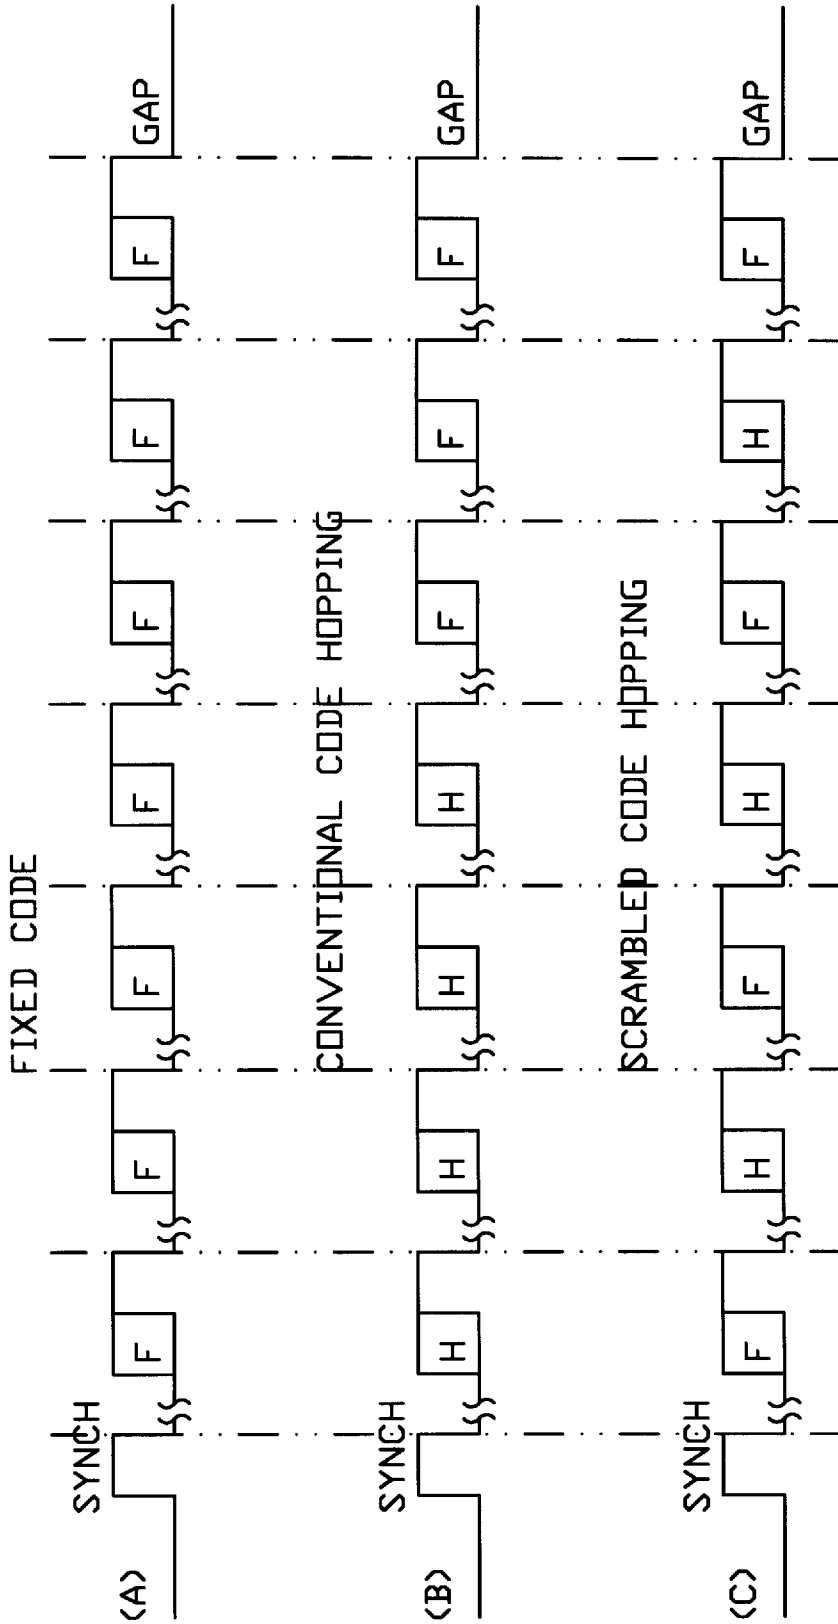 FIXED CODE
(A) SYNCH F F F F F F F GAP
CONVENTIONAL CODE HOPPING
(B) SYNCH H H H H F F F GAP
SCRAMBLED CODE HOPPING
(C) SYNCH F H F H F H F GAP